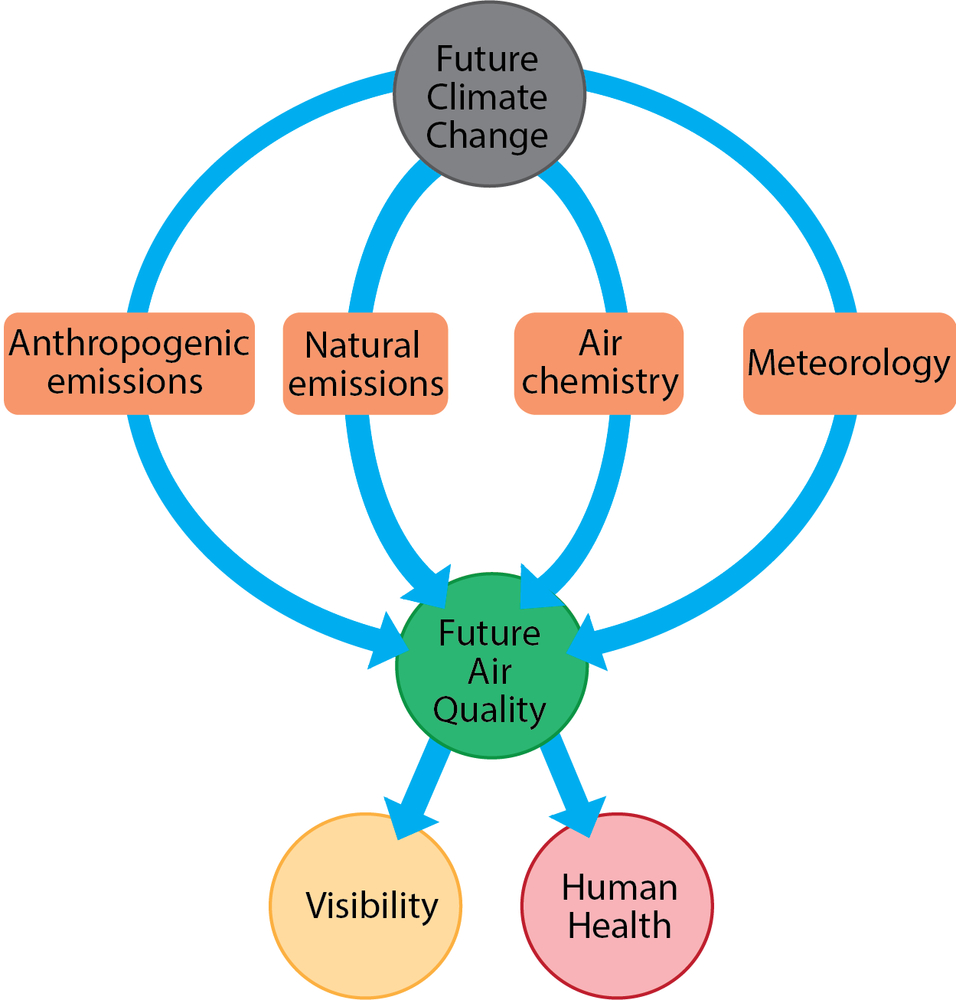 Future
Climate
Change
Anthropogenic
emissions
Natural
emissions
Air
chemistry
Meteorology
Future
Air
Quality
Visibility
Human
Health